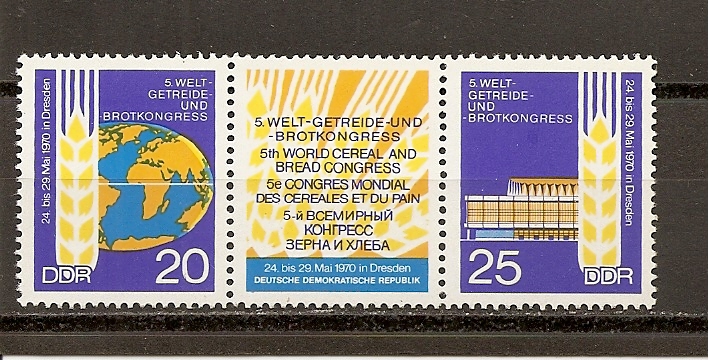 5. WELT-
GETREIDE-
UND
-BROTKONGRESS
24. bis 29. Mai 1970 in Dresden
DDR
20
5. WELT-GETREIDE-UND
-BROTKONGRESS
5th WORLD CEREAL AND
BREAD CONGRESS
5e CONGRES MONDIAL
DES CEREALES ET DU PAIN
5-й ВСЕМИРНЫЙ
КОНГРЕСС
ЗЕРНА И ХЛЕБА
24. bis 29. Mai 1970 in Dresden
DEUTSCHE DEMOKRATISCHE REPUBLIK
5. WELT-
GETREIDE-
UND
-BROTKONGRESS
24. bis 29. Mai 1970 in Dresden
25
DDR